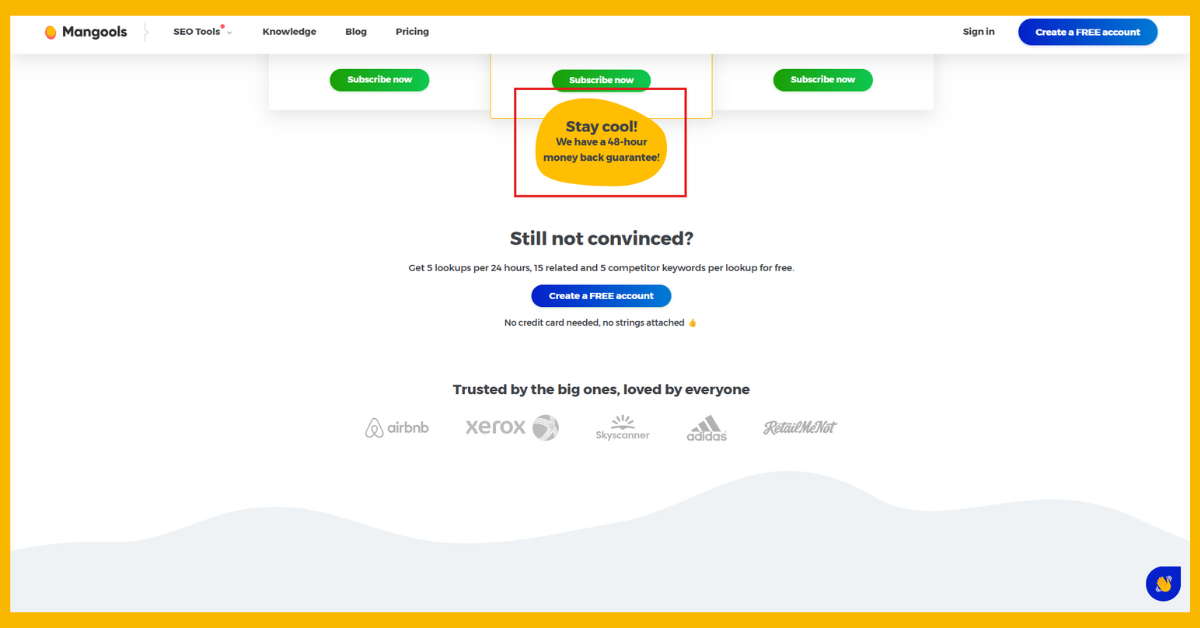 Mangools
SEO Tools
Knowledge
Blog
Pricing
Sign in
Create a FREE account
Subscribe now
Subscribe now
Subscribe now
Stay cool!
We have a 48-hour
money back guarantee!
Still not convinced?
Get 5 lookups per 24 hours, 15 related and 5 competitor keywords per lookup for free.
Create a FREE account
No credit card needed, no strings attached 👍
Trusted by the big ones, loved by everyone
airbnb
xerox
Skyscanner
adidas
RetailMeNot